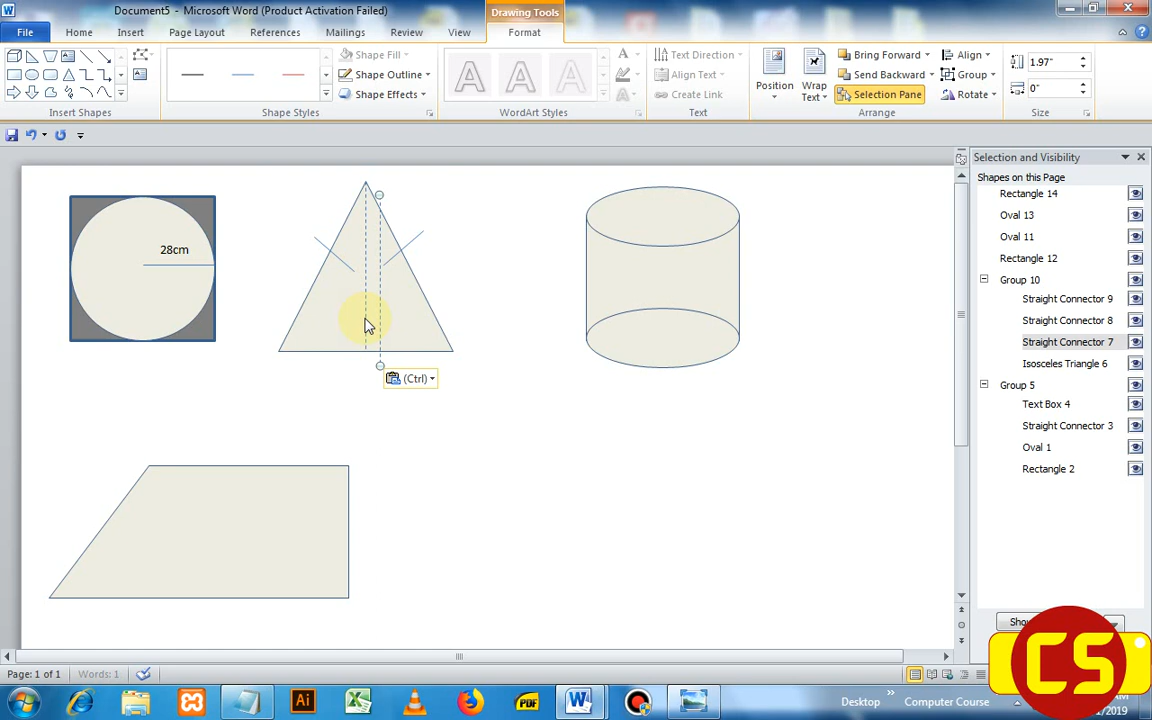 Document5 - Microsoft Word (Product Activation Failed)
Drawing Tools
File Home Insert Page Layout References Mailings Review View Format
Shape Fill
Shape Outline
Shape Effects
Insert Shapes
Shape Styles
A A A
WordArt Styles
Text Direction
Align Text
Create Link
Text
Position
Wrap Text
Bring Forward
Send Backward
Selection Pane
Align
Group
Rotate
Arrange
1.97"
0"
Size
Selection and Visibility
Shapes on this Page
Rectangle 14
Oval 13
Oval 11
Rectangle 12
Group 10
Straight Connector 9
Straight Connector 8
Straight Connector 7
Isosceles Triangle 6
Group 5
Text Box 4
Straight Connector 3
Oval 1
Rectangle 2
28cm
(Ctrl)
CS
Page: 1 of 1 Words: 1
Ai
PDF
Desktop
Computer Course